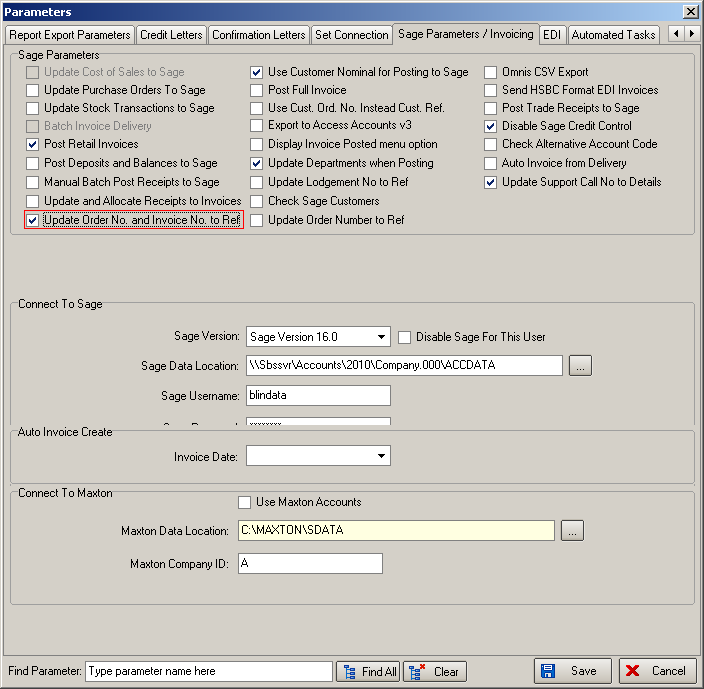 Parameters
Report Export Parameters Credit Letters Confirmation Letters Set Connection Sage Parameters / Invoicing EDI Automated Tasks
Sage Parameters
Update Cost of Sales to Sage Use Customer Nominal for Posting to Sage Omnis CSV Export
Update Purchase Orders To Sage Post Full Invoice Send HSBC Format EDI Invoices
Update Stock Transactions to Sage Use Cust. Ord. No. Instead Cust. Ref. Post Trade Receipts to Sage
Batch Invoice Delivery Export to Access Accounts v3 Disable Sage Credit Control
Post Retail Invoices Display Invoice Posted menu option Check Alternative Account Code
Post Deposits and Balances to Sage Update Departments when Posting Auto Invoice from Delivery
Manual Batch Post Receipts to Sage Update Lodgement No to Ref Update Support Call No to Details
Update and Allocate Receipts to Invoices Check Sage Customers
Update Order No. and Invoice No. to Ref Update Order Number to Ref
Connect To Sage
Sage Version: Sage Version 16.0 Disable Sage For This User
Sage Data Location: \\Sbssvr\Accounts\2010\Company.000\ACCDATA ...
Sage Username: blindata
Auto Invoice Create
Invoice Date:
Connect To Maxton
Use Maxton Accounts
Maxton Data Location: C:\MAXTON\SDATA ...
Maxton Company ID: A
Find Parameter: Type parameter name here Find All Clear Save Cancel